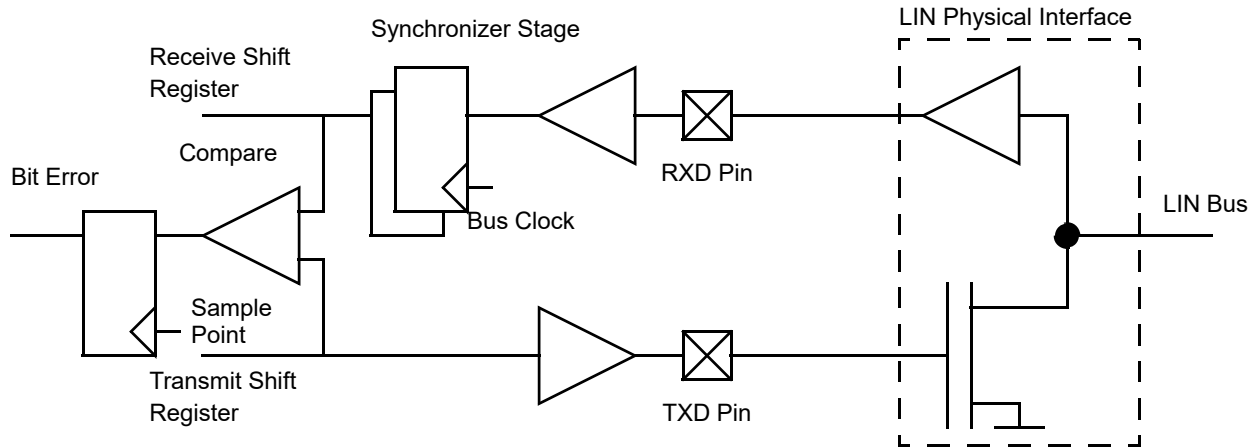 LIN Physical Interface
Synchronizer Stage
Receive Shift
Register
Compare
RXD Pin
Bit Error
LIN Bus
Bus Clock
Sample
Point
Transmit Shift
Register
TXD Pin